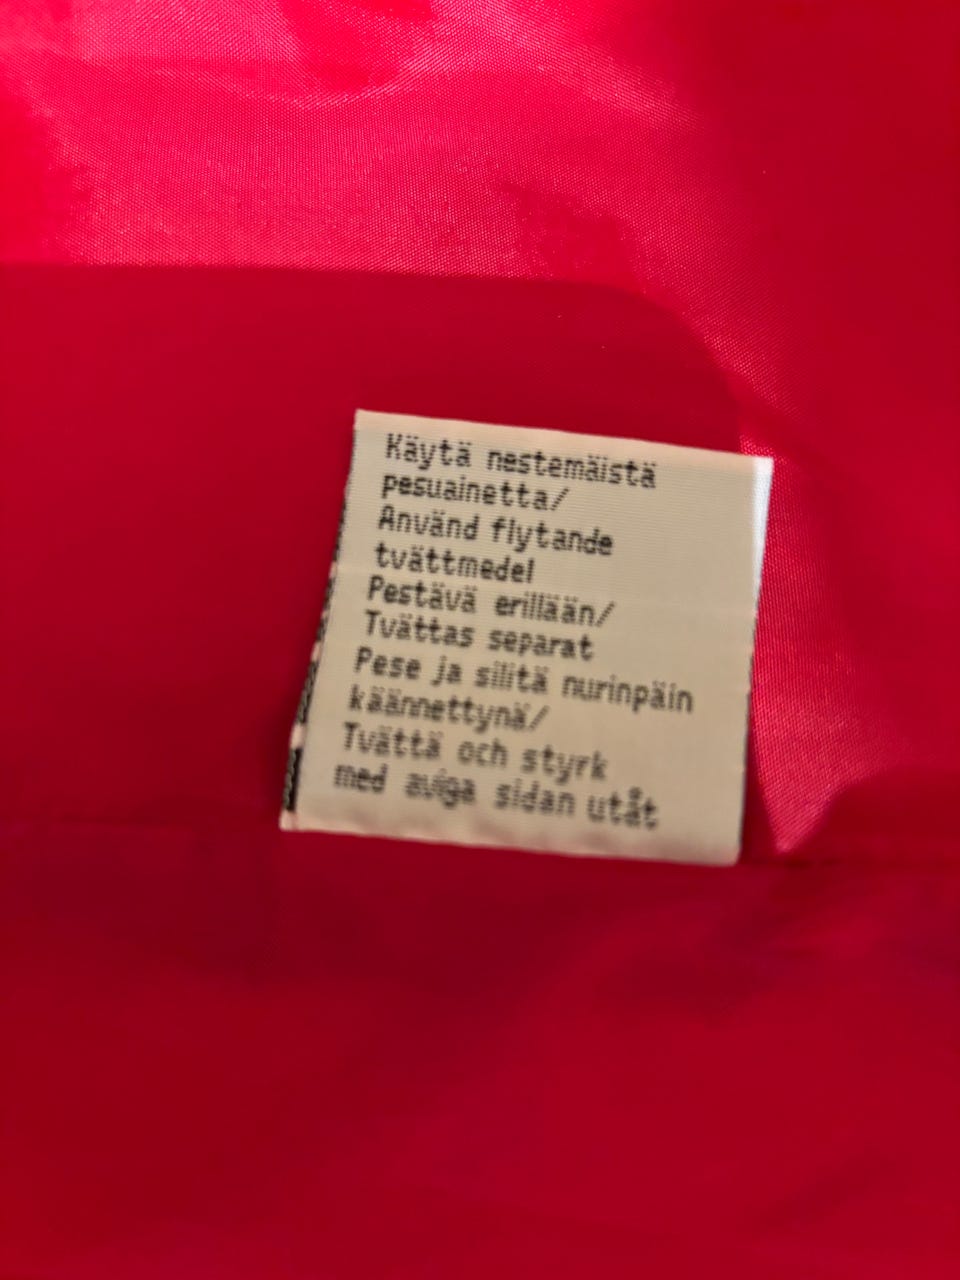 Käytä nestemäistä
pesuainetta/
Använd flytande
tvättmedel
Pestävä erillään/
Tvättas separat
Pese ja silitä nurinpäin
käännettynä/
Tvättä och styrk
med aviga sidan utåt